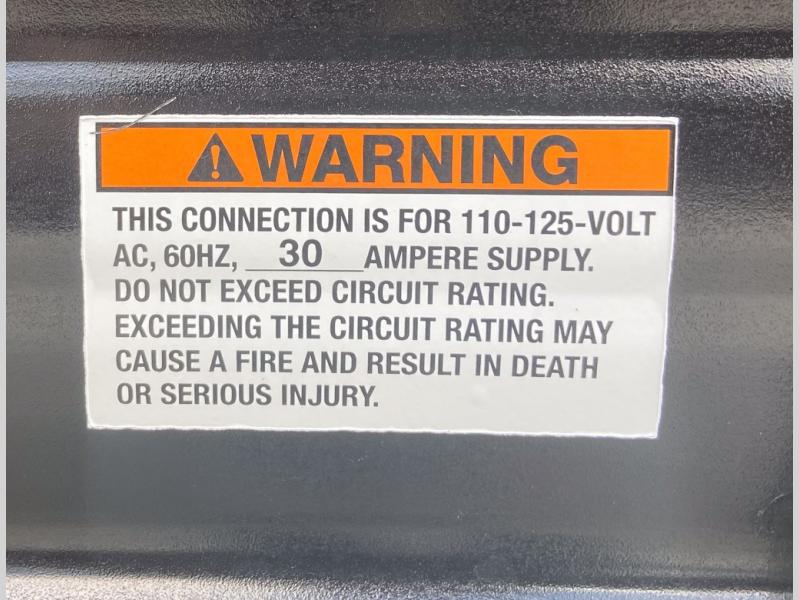 WARNING
THIS CONNECTION IS FOR 110-125-VOLT
AC, 60HZ, 30 AMPERE SUPPLY.
DO NOT EXCEED CIRCUIT RATING.
EXCEEDING THE CIRCUIT RATING MAY
CAUSE A FIRE AND RESULT IN DEATH
OR SERIOUS INJURY.